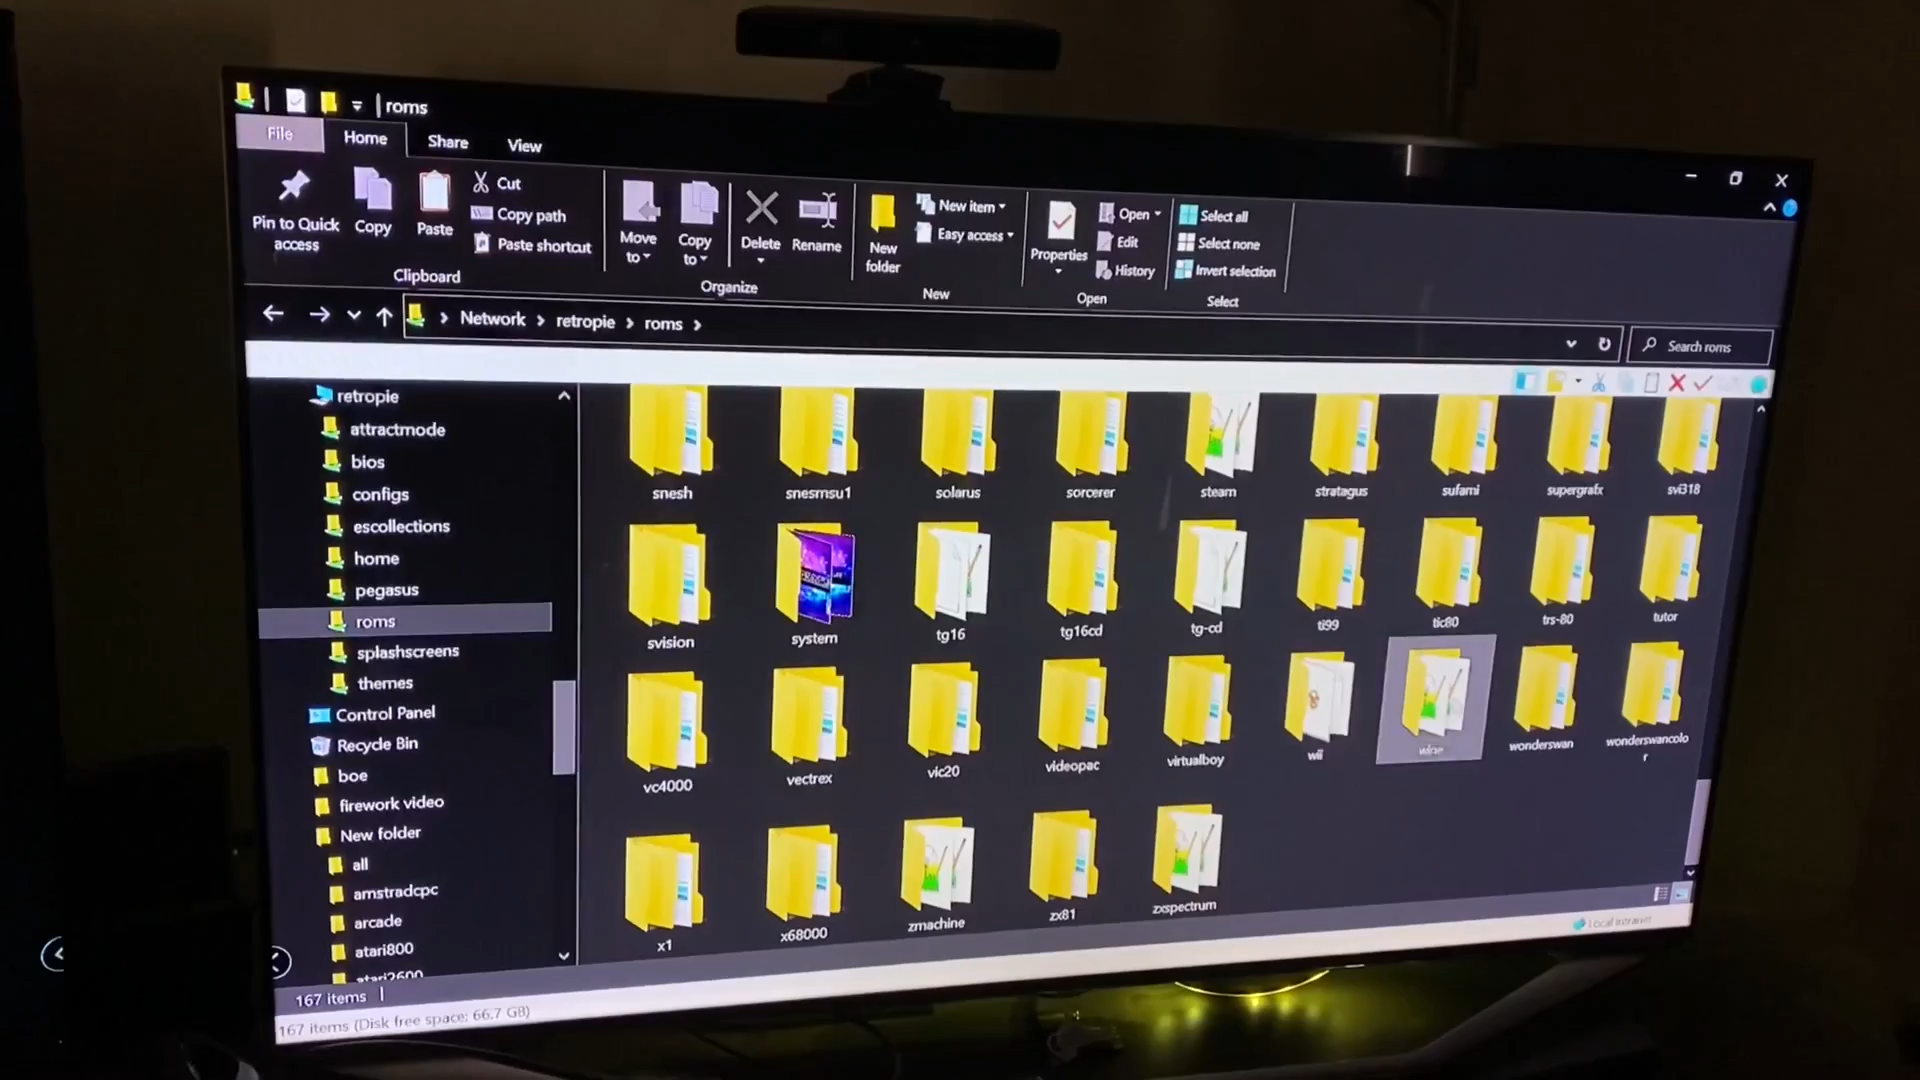 roms
File Home Share View
Pin to Quick access
Copy
Paste
Cut
Copy path
Paste shortcut
Clipboard
Move to
Copy to
Delete
Rename
Organize
New folder
New item
Easy access
New
Properties
Open
Edit
History
Open
Select all
Select none
Invert selection
Select
Network > retropie > roms >
Search roms
retropie
attractmode
bios
configs
escollections
home
pegasus
roms
splashscreens
themes
Control Panel
Recycle Bin
boe
firework video
New folder
all
amstradcpc
arcade
atari800
atari2600
snesh snesmsu1 solarus sorcerer steam stratagus sufami supergrafx svi318
svision system tg16 tg16cd tg-cd ti99 tic80 trs-80 tutor
vc4000 vectrex vic20 videopac virtualboy wii wine wonderswan wonderswancolo
r
x1 x68000 zmachine zx81 zxspectrum
Local intranet
167 items
167 items (Disk free space: 66.7 GB)